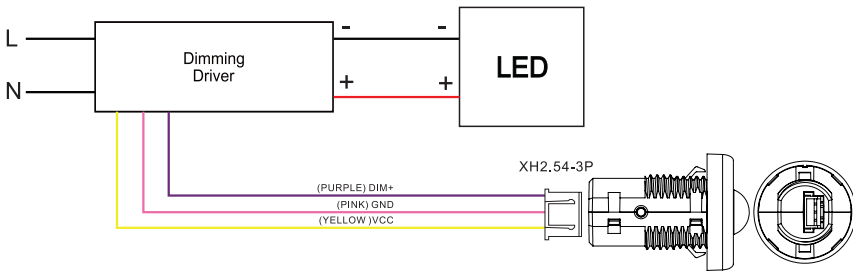 L
N
Dimming
Driver
-
-
+
+
LED
XH2.54-3P
(PURPLE) DIM+
(PINK) GND
(YELLOW )VCC